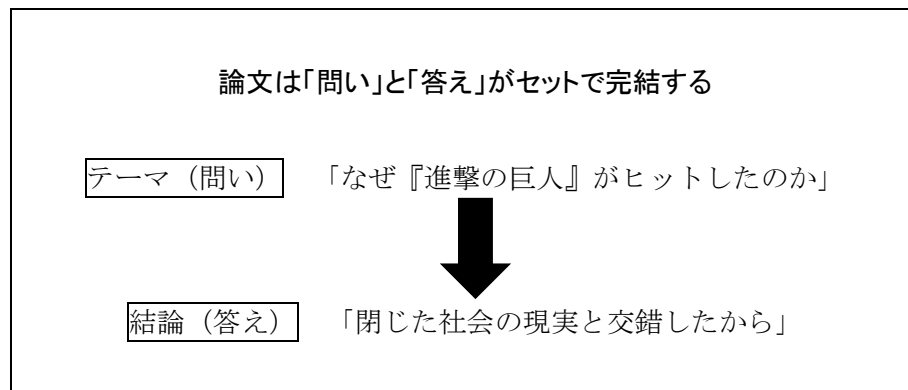 論文は「問い」と「答え」がセットで完結する
テーマ（問い） 「なぜ『進撃の巨人』がヒットしたのか」
結論（答え） 「閉じた社会の現実と交錯したから」